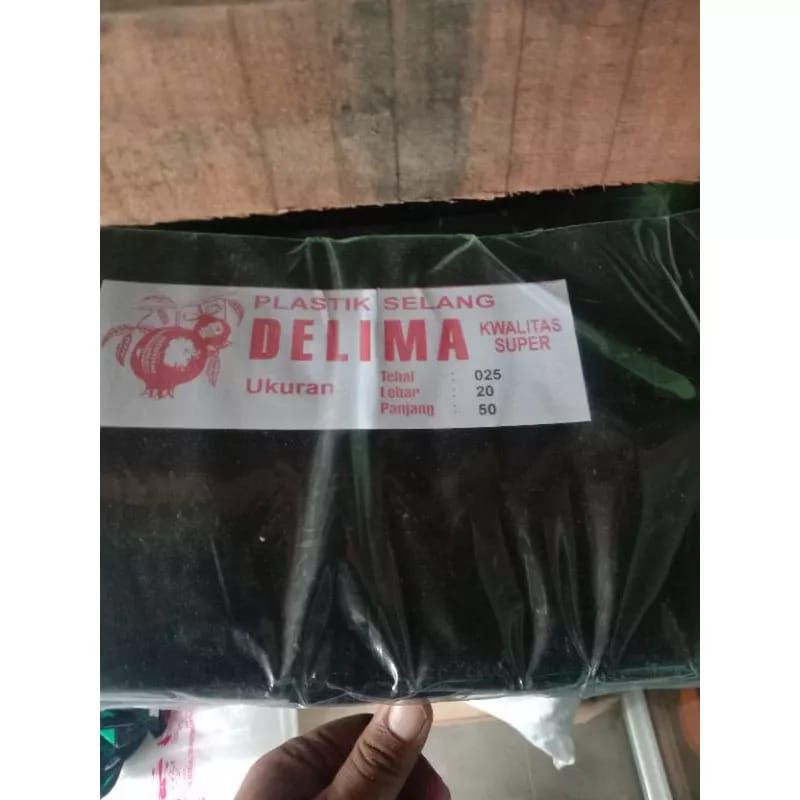 PLASTIK SELANG
DELIMA
KWALITAS
SUPER
Ukuran
Tebal : 025
Lebar : 20
Panjang : 50